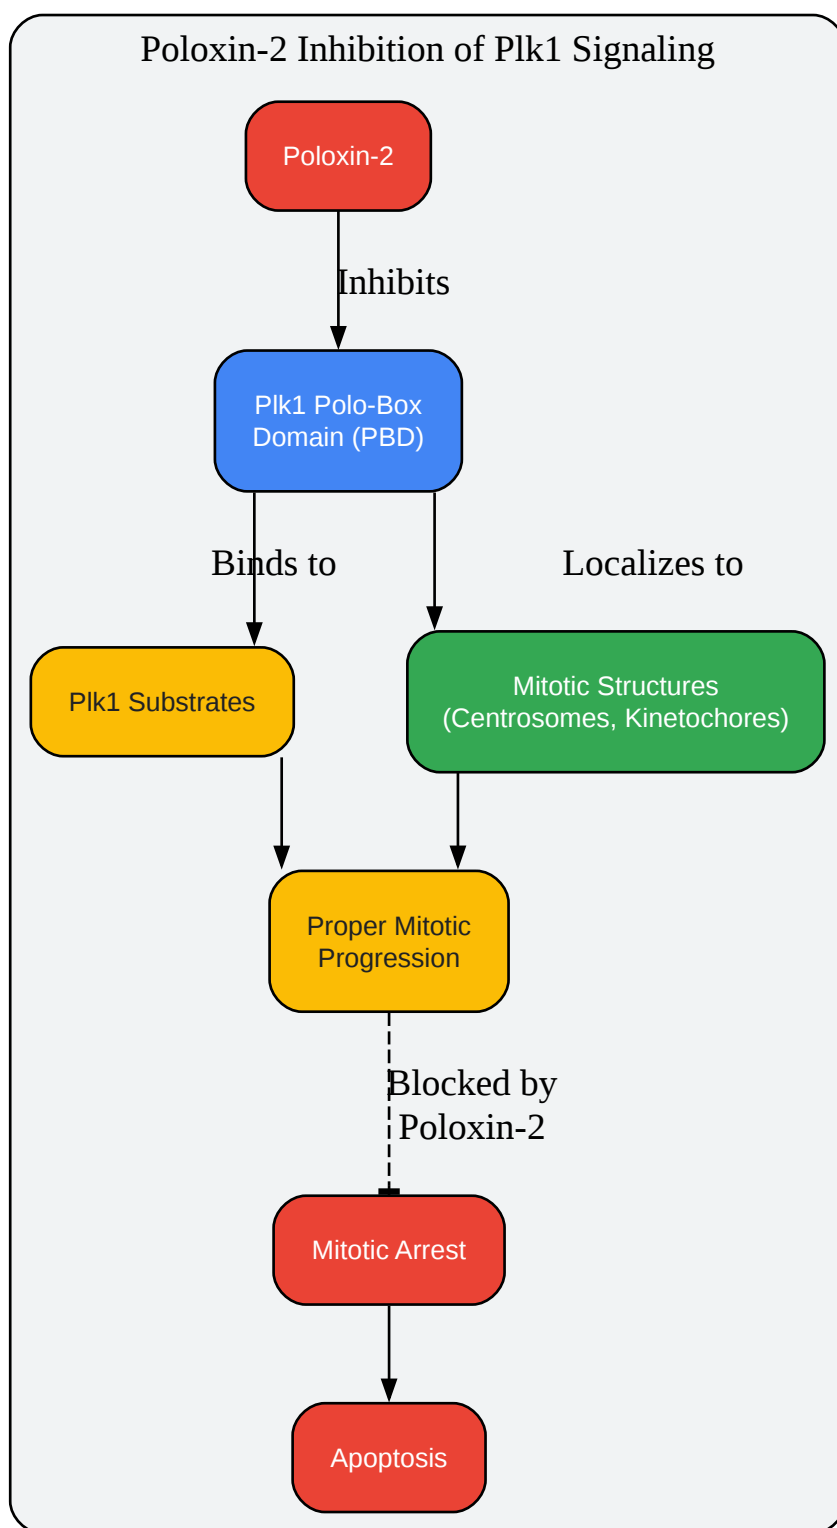 Poloxin-2 Inhibition of Plk1 Signaling
Poloxin-2
Inhibits
Plk1 Polo-Box
Domain (PBD)
Binds to
Localizes to
Plk1 Substrates
Mitotic Structures
(Centrosomes, Kinetochores)
Proper Mitotic
Progression
Blocked by
Poloxin-2
Mitotic Arrest
Apoptosis